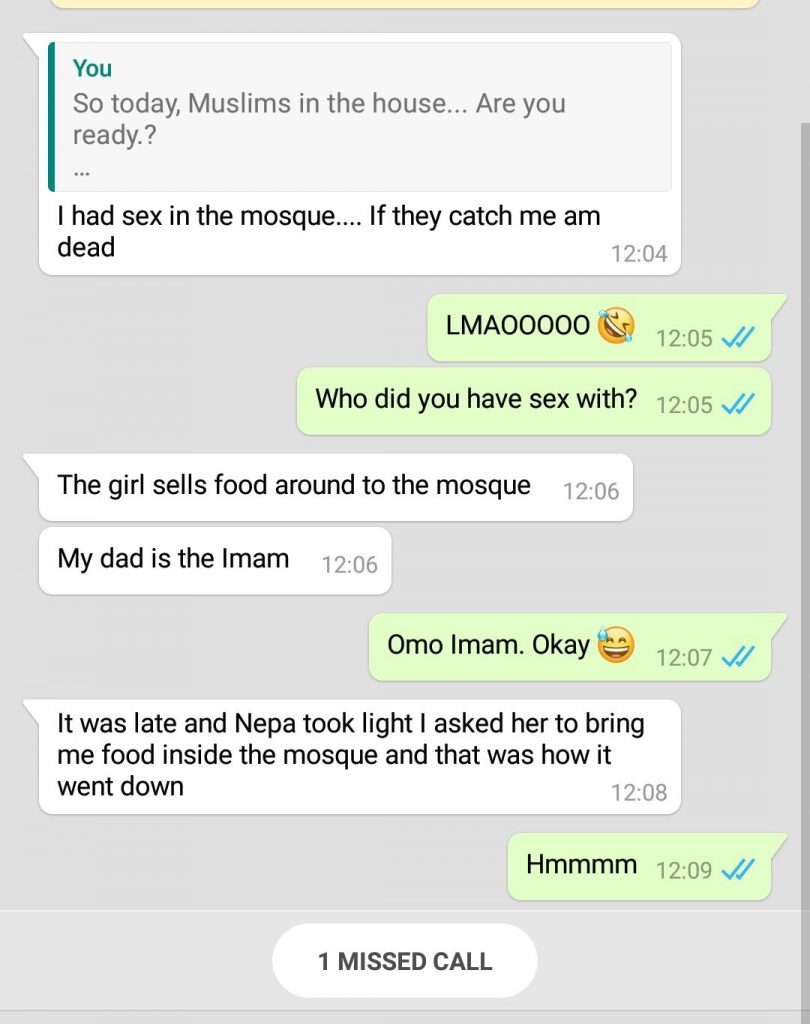 You
So today, Muslims in the house... Are you
ready.?
...
I had sex in the mosque.... If they catch me am
dead
12:04
LMAOOOOO 🤣 12:05
Who did you have sex with? 12:05
The girl sells food around to the mosque 12:06
My dad is the Imam 12:06
Omo Imam. Okay 😅 12:07
It was late and Nepa took light I asked her to bring
me food inside the mosque and that was how it
went down
12:08
Hmmmm 12:09
1 MISSED CALL